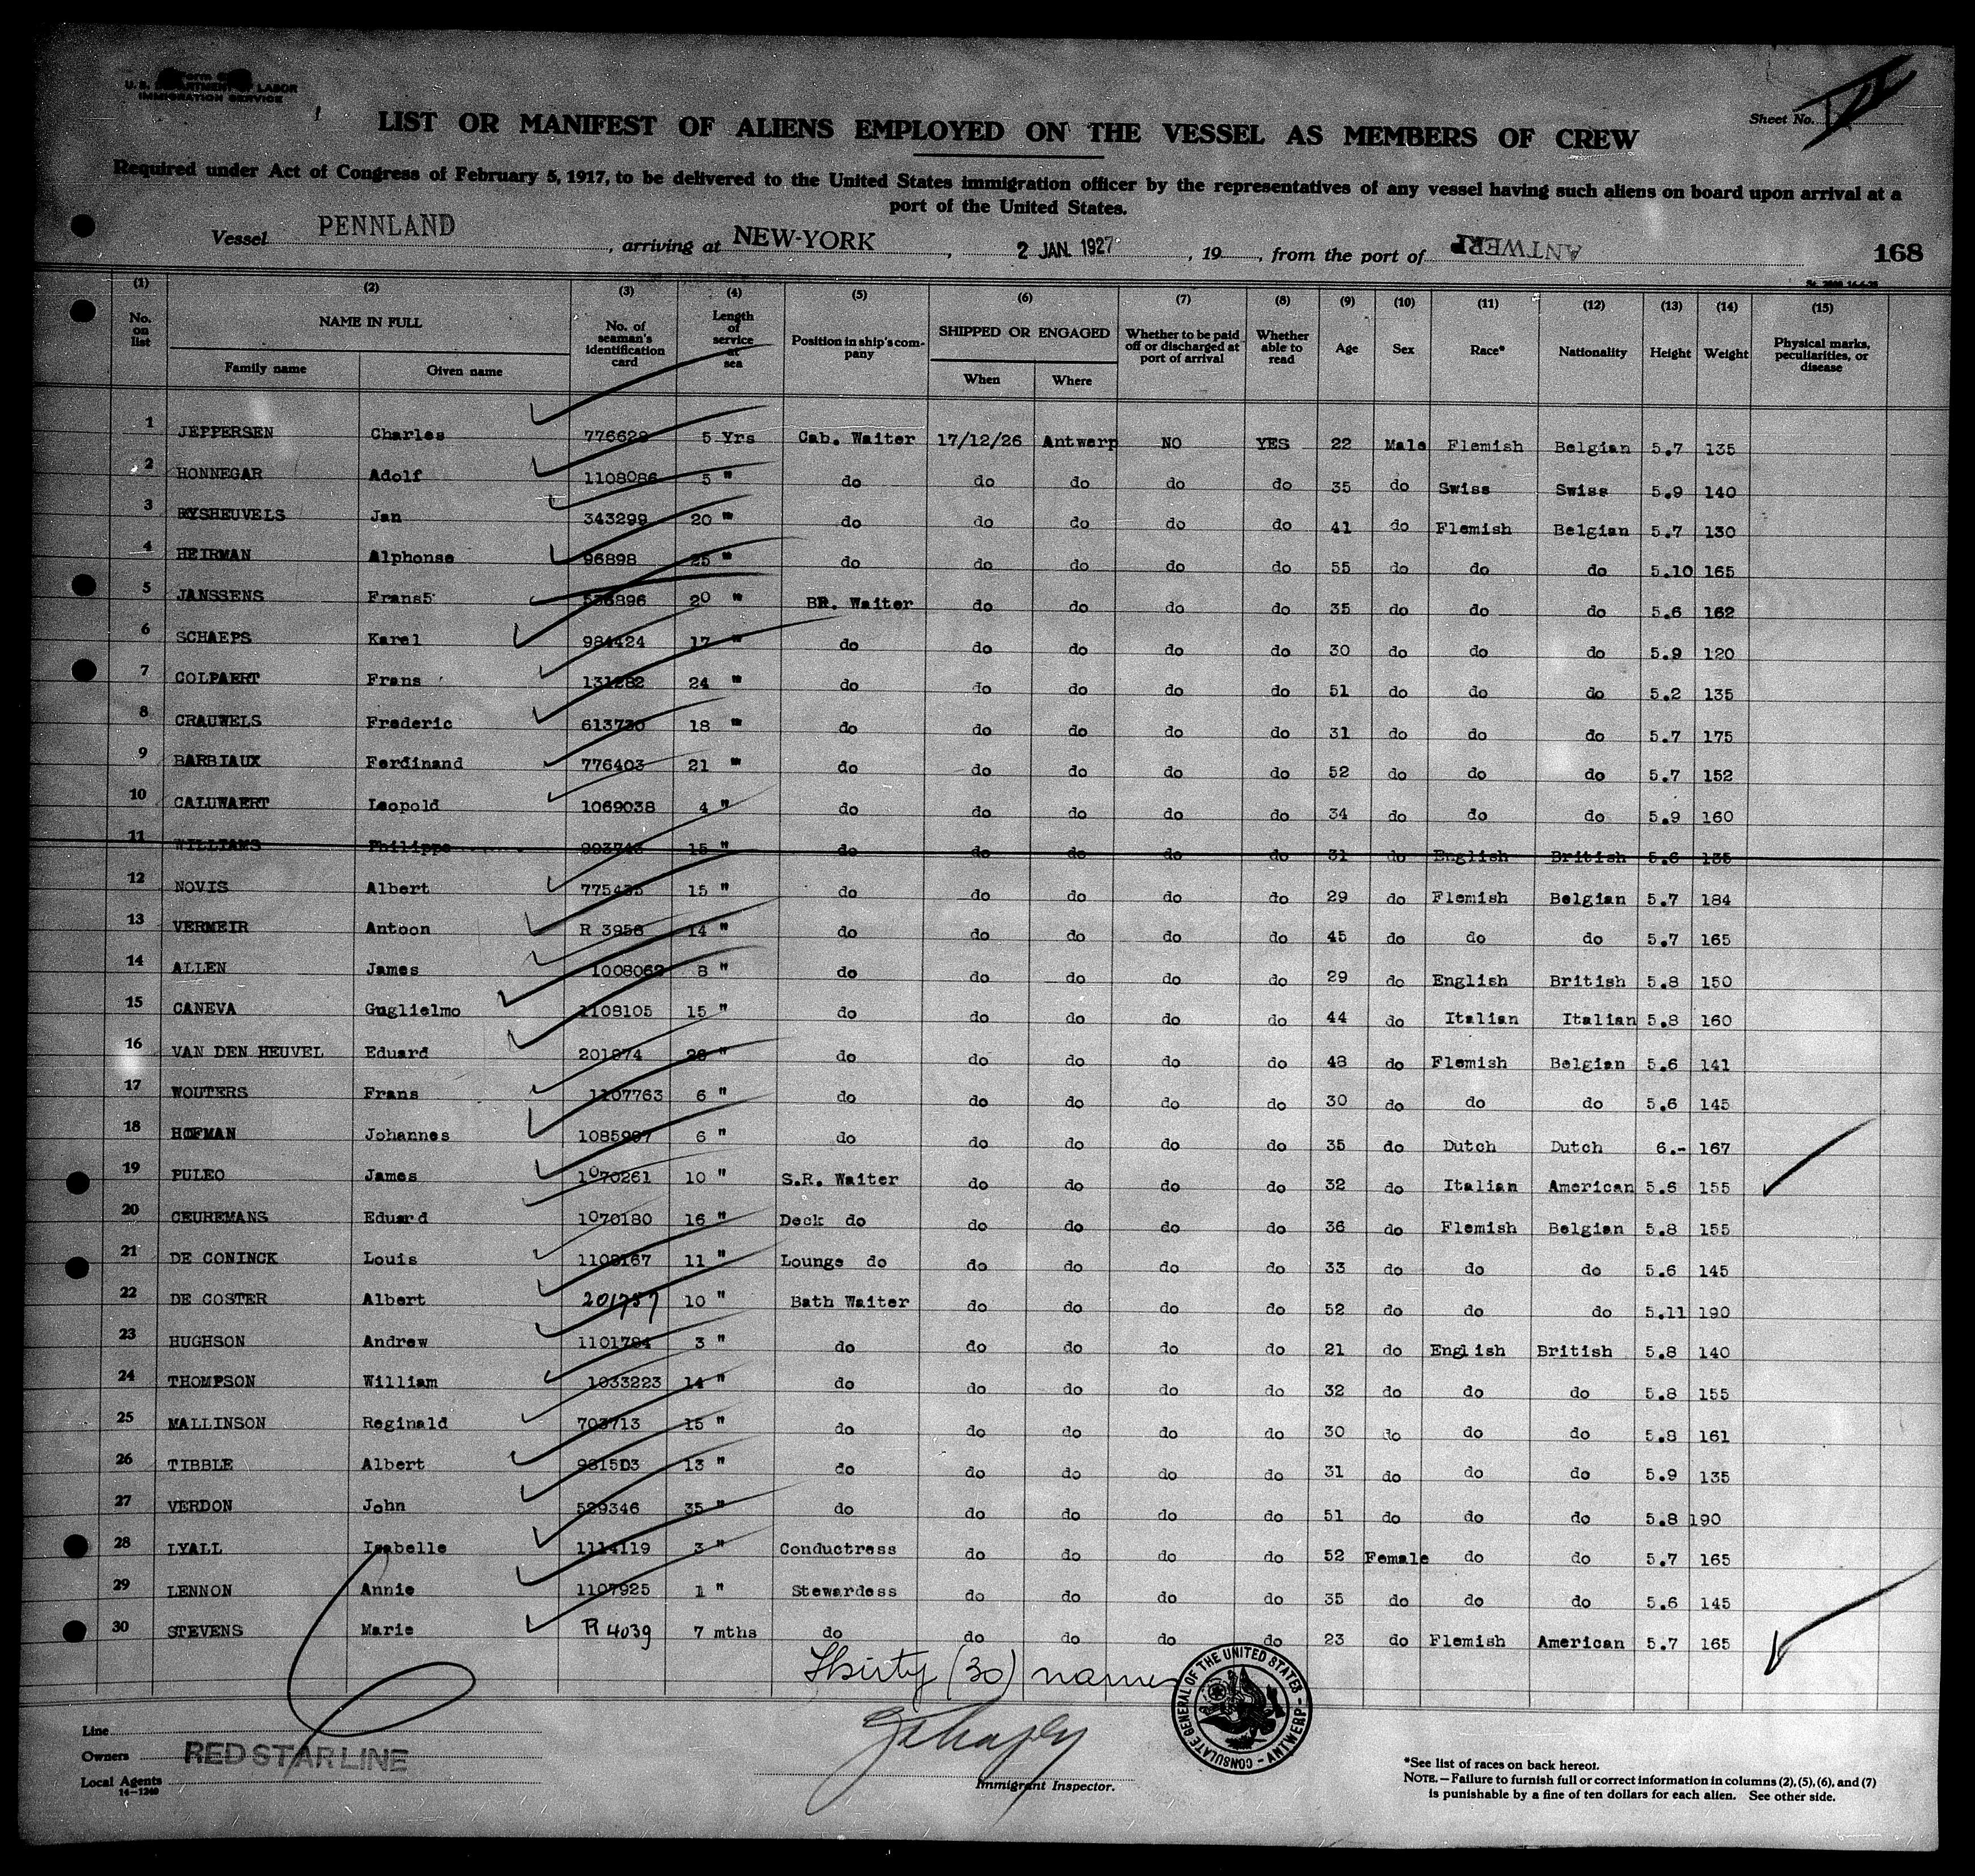 U. S. DEPARTMENT OF LABOR
IMMIGRATION SERVICE
Sheet No.
LIST OR MANIFEST OF ALIENS EMPLOYED ON THE VESSEL AS MEMBERS OF CREW
Required under Act of Congress of February 5, 1917, to be delivered to the United States immigration officer by the representatives of any vessel having such aliens on board upon arrival at a
port of the United States.
Vessel PENNLAND, arriving at NEW-YORK, 2 JAN. 1927, 19, from the port of ANTWERP 168
(1) (2) (3) (4) (5) (6) (7) (8) (9) (10) (11) (12) (13) (14) (15)
No. on list NAME IN FULL No. of seaman's identification card Length of service at sea Position in ship's company SHIPPED OR ENGAGED Whether to be paid off or discharged at port of arrival Whether able to read Age Sex Race* Nationality Height Weight Physical marks, peculiarities, or disease
Family name Given name When Where
1 JEPPERSEN Charles 776629 5 Yrs Cab. Waiter 17/12/26 Antwerp NO YES 22 Male Flemish Belgian 5.7 135
2 HONNEGAR Adolf 1108086 5 " do do do do do 35 do Swiss Swiss 5.9 140
3 RYSHEUVELS Jan 343299 20 " do do do do do 41 do Flemish Belgian 5.7 130
4 HEIRMAN Alphonse 96898 25 " do do do do do 55 do do do 5.10 165
5 JANSSENS Frans5 536896 20 " BR. Waiter do do do do 35 do do do 5.6 162
6 SCHAEPS Karel 984424 17 " do do do do do 30 do do do 5.9 120
7 COLPAERT Frans 131282 24 " do do do do do 51 do do do 5.2 135
8 CRAUWELS Frederic 613730 18 " do do do do do 31 do do do 5.7 175
9 BARBIAUX Ferdinand 776403 21 " do do do do do 52 do do do 5.7 152
10 CALUWAERT Leopold 1069038 4 " do do do do do 34 do do do 5.9 160
11 WILLIAMS Philippe 993743 15 " do do do do do 31 do English British 5.6 135
12 NOVIS Albert 775435 15 " do do do do do 29 do Flemish Belgian 5.7 184
13 VERMEIR Antoon R 3956 14 " do do do do do 45 do do do 5.7 165
14 ALLEN James 1008062 8 " do do do do do 29 do English British 5.8 150
15 CANEVA Guglielmo 1108105 15 " do do do do do 44 do Italian Italian 5.8 160
16 VAN DEN HEUVEL Eduard 201974 20 " do do do do do 48 do Flemish Belgian 5.6 141
17 WOUTERS Frans 1107763 6 " do do do do do 30 do do do 5.6 145
18 HOFMAN Johannes 1085997 6 " do do do do do 35 do Dutch Dutch 6.- 167
19 PULEO James 1070261 10 " S.R. Waiter do do do do 32 do Italian American 5.6 155
20 CEUREMANS Eduard 1070180 16 " Deck do do do do do 36 do Flemish Belgian 5.8 155
21 DE CONINCK Louis 1108167 11 " Lounge do do do do do 33 do do do 5.6 145
22 DE COSTER Albert 201757 10 " Bath Waiter do do do do 52 do do do 5.11 190
23 HUGHSON Andrew 1101784 3 " do do do do do 21 do English British 5.8 140
24 THOMPSON William 1033223 14 " do do do do do 32 do do do 5.8 155
25 MALLINSON Reginald 703713 15 " do do do do do 30 do do do 5.8 161
26 TIBBLE Albert 981503 13 " do do do do do 31 do do do 5.9 135
27 VERDON John 529346 35 " do do do do do 51 do do do 5.8 190
28 LYALL Isabelle 1114119 3 " Conductress do do do do 52 Female do do 5.7 165
29 LENNON Annie 1107925 1 " Stewardess do do do do 35 do do do 5.6 145
30 STEVENS Marie R 4039 7 mths do do do do do 23 do Flemish American 5.7 165
Thirty (30) names
CONSULATE GENERAL OF THE UNITED STATES - ANTWERP -
Line
Owners RED STAR LINE
Local Agents
14-1240
Immigrant Inspector.
*See list of races on back hereof.
NOTE.—Failure to furnish full or correct information in columns (2), (5), (6), and (7)
is punishable by a fine of ten dollars for each alien. See other side.